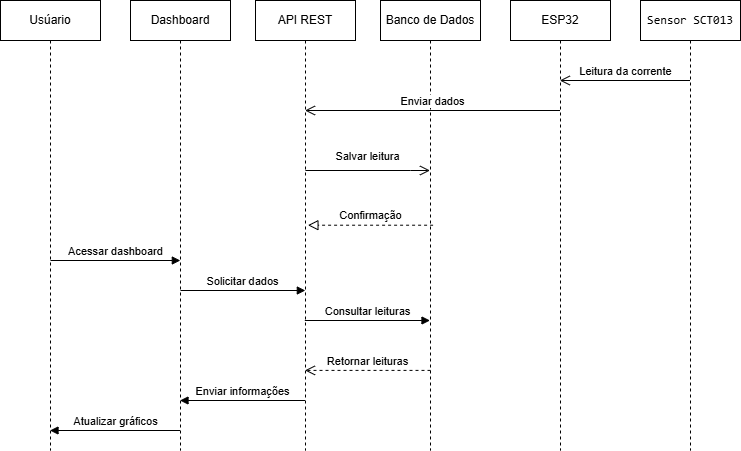 Usúario
Dashboard
API REST
Banco de Dados
ESP32
Sensor SCT013
Leitura da corrente
Enviar dados
Salvar leitura
Confirmação
Acessar dashboard
Solicitar dados
Consultar leituras
Retornar leituras
Enviar informações
Atualizar gráficos